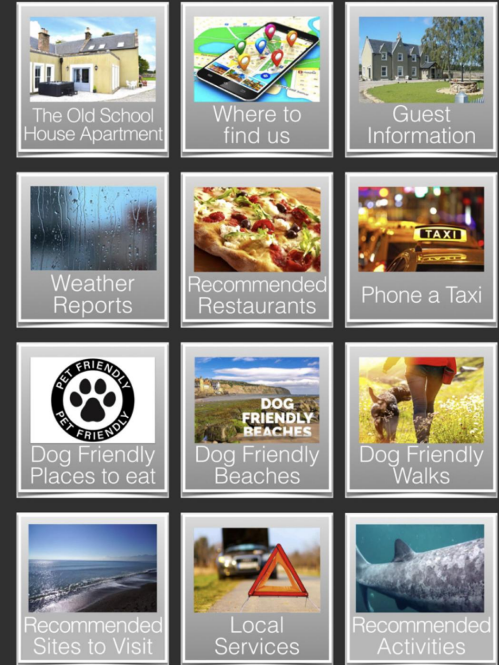 The Old School
House Apartment
Where to
find us
Guest
Information
Weather
Reports
Recommended
Restaurants
TAXI
Phone a Taxi
PET FRIENDLY
PET FRIENDLY
Dog Friendly
Places to eat
DOG
FRIENDLY
BEACHES
Dog Friendly
Beaches
Dog Friendly
Walks
Recommended
Sites to Visit
Local
Services
Recommended
Activities